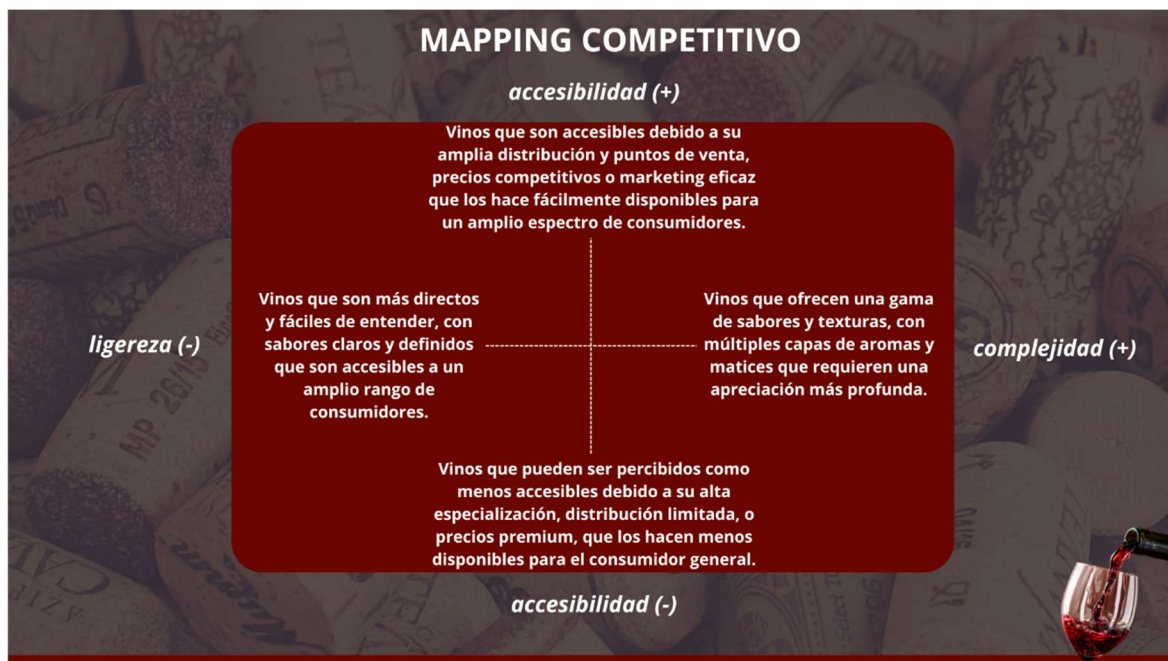 MAPPING COMPETITIVO
accesibilidad (+)
Vinos que son accesibles debido a su
amplia distribución y puntos de venta,
precios competitivos o marketing eficaz
que los hace fácilmente disponibles para
un amplio espectro de consumidores.
ligereza (-)
Vinos que son más directos
y fáciles de entender, con
sabores claros y definidos
que son accesibles a un
amplio rango de
consumidores.
Vinos que ofrecen una gama
de sabores y texturas, con
múltiples capas de aromas y
matices que requieren una
apreciación más profunda.
complejidad (+)
Vinos que pueden ser percibidos como
menos accesibles debido a su alta
especialización, distribución limitada, o
precios premium, que los hacen menos
disponibles para el consumidor general.
accesibilidad (-)
MP 26/15